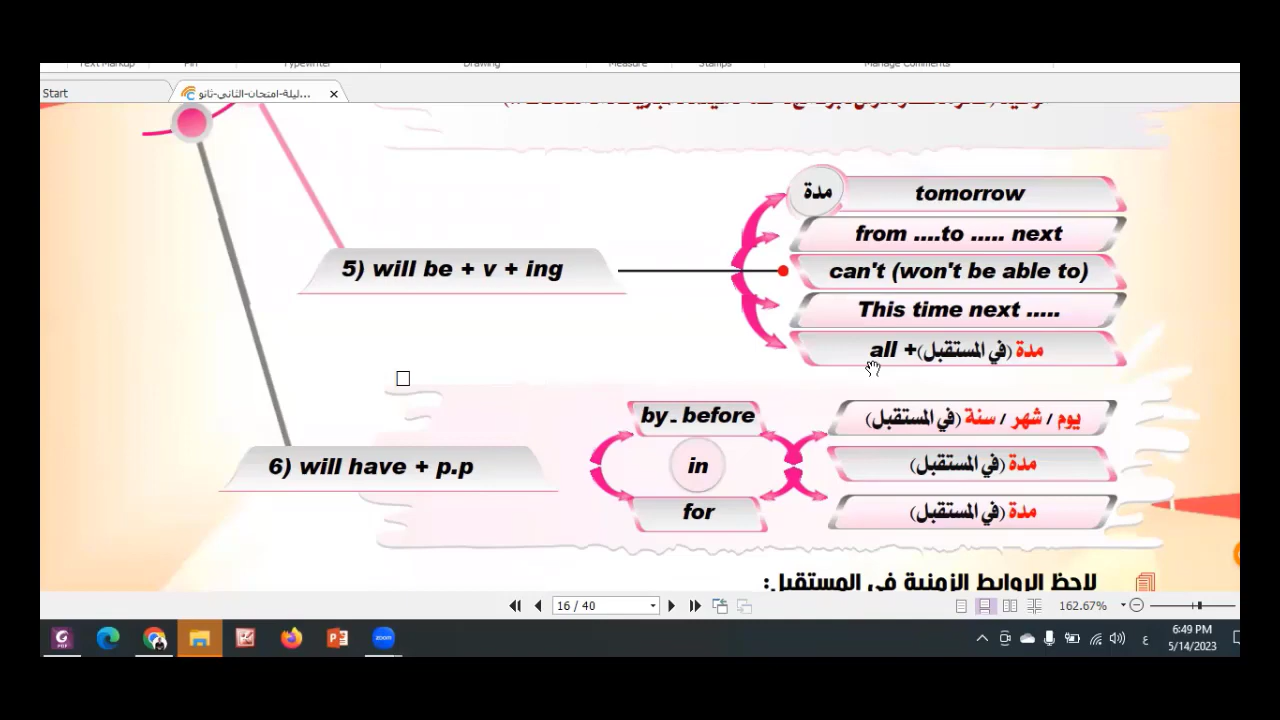 Start
ليلة-امتحان-الثاني-ثانو...
مدة tomorrow
from ....to ..... next
5) will be + v + ing
can't (won't be able to)
This time next .....
all +(في المستقبل) مدة
by - before
يوم / شهر / سنة (في المستقبل)
6) will have + p.p
in
مدة (في المستقبل)
for
مدة (في المستقبل)
لاحظ الروابط الزمنية في المستقبل:
16 / 40
162.67%
zoom
ع
6:49 PM
5/14/2023